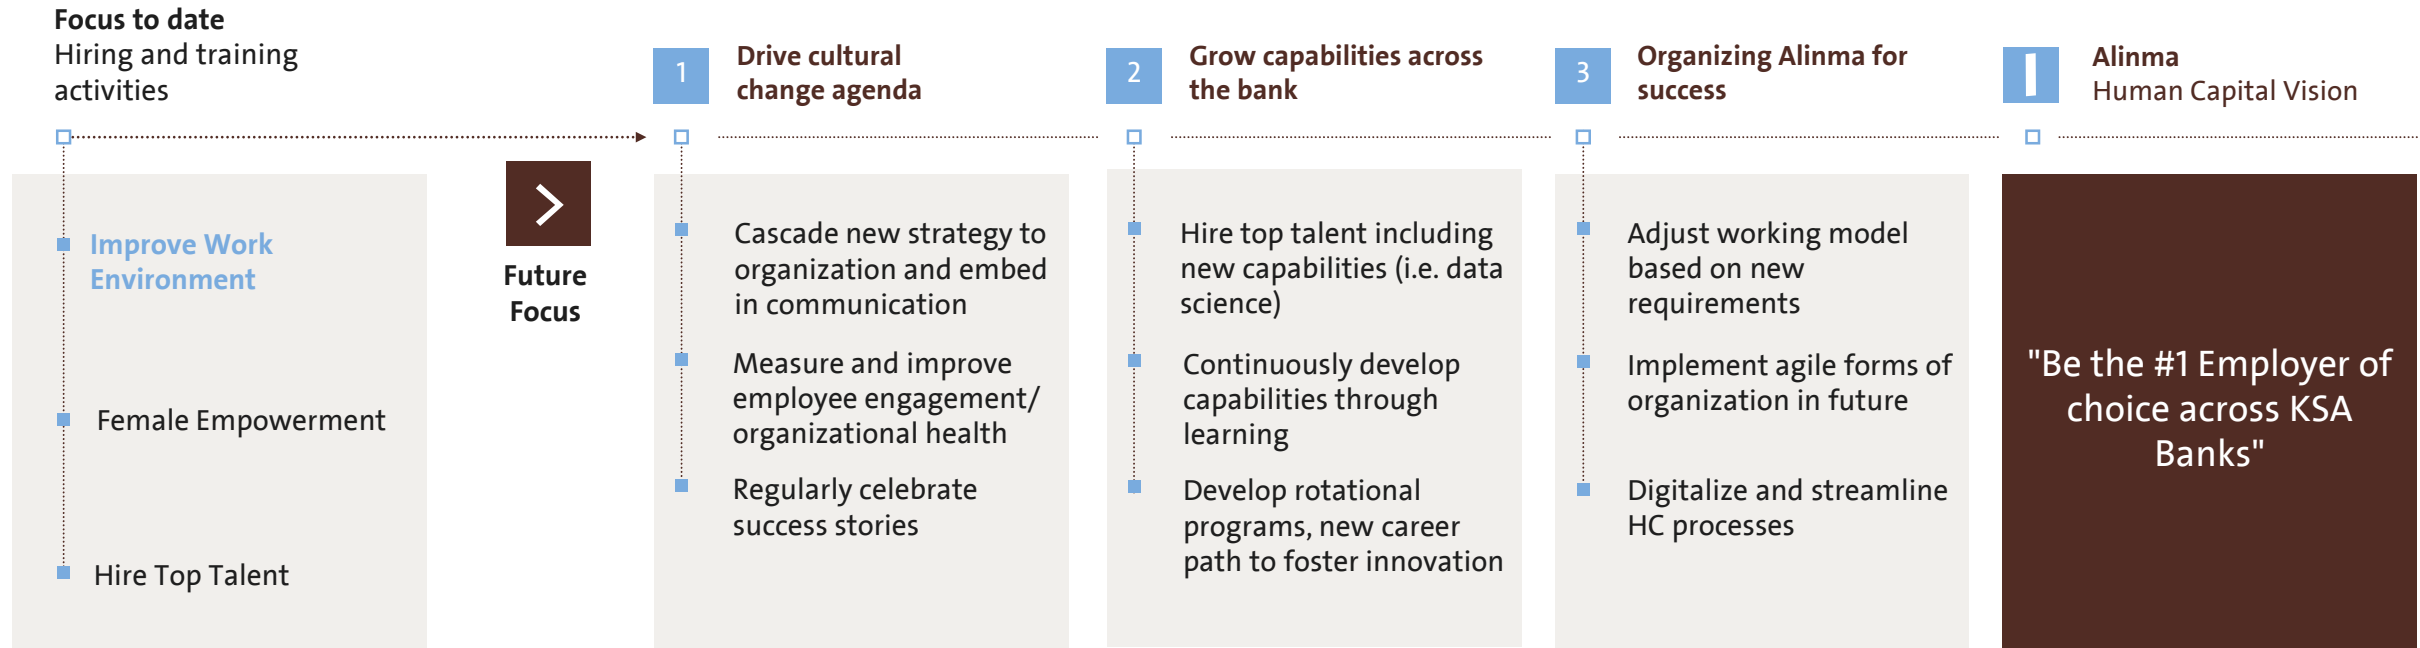 Focus to date
Hiring and training
activities
Improve Work
Environment
Female Empowerment
Hire Top Talent
Future
Focus
1
Drive cultural
change agenda
Cascade new strategy to
organization and embed
in communication
Measure and improve
employee engagement/
organizational health
Regularly celebrate
success stories
2
Grow capabilities across
the bank
Hire top talent including
new capabilities (i.e. data
science)
Continuously develop
capabilities through
learning
Develop rotational
programs, new career
path to foster innovation
3
Organizing Alinma for
success
Adjust working model
based on new
requirements
Implement agile forms of
organization in future
Digitalize and streamline
HC processes
Alinma
Human Capital Vision
"Be the #1 Employer of
choice across KSA
Banks"